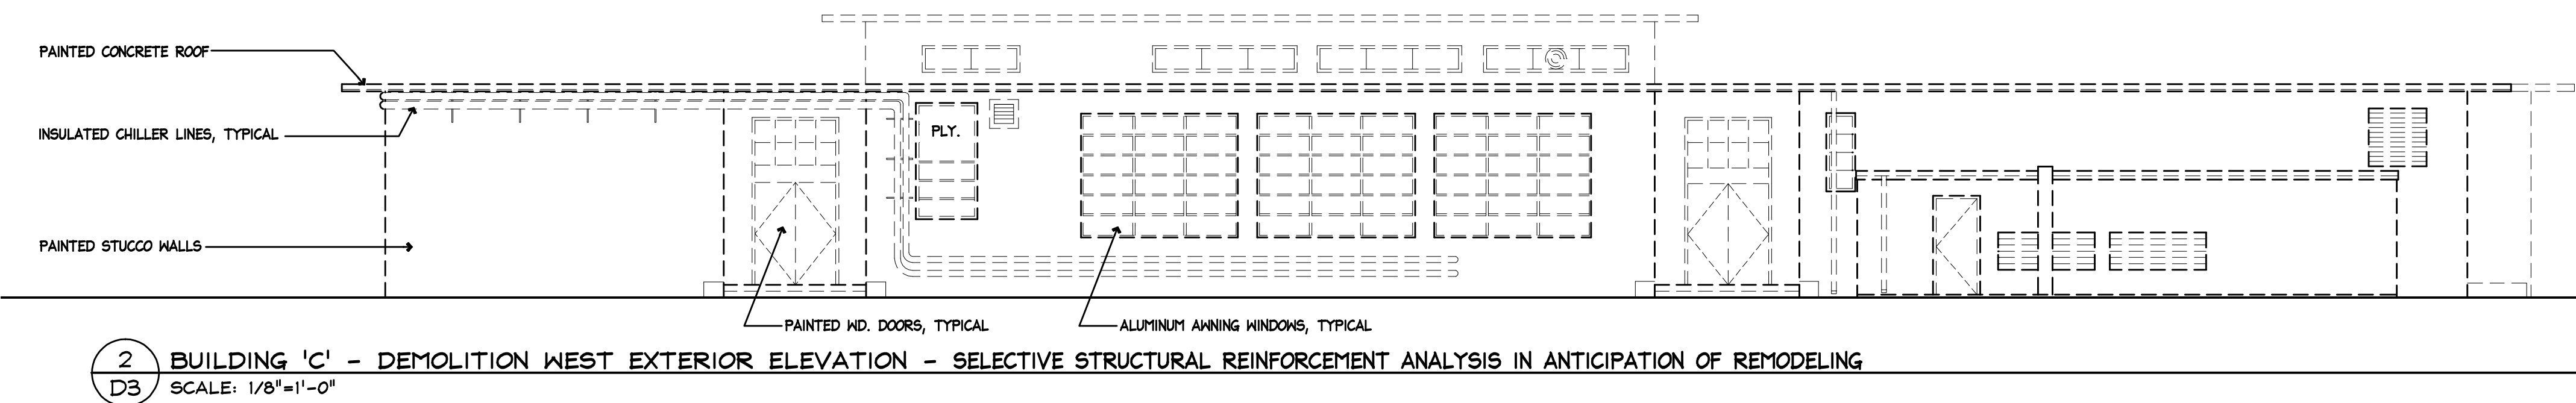 PAINTED CONCRETE ROOF
INSULATED CHILLER LINES, TYPICAL
PLY.
PAINTED STUCCO WALLS
PAINTED WD. DOORS, TYPICAL
ALUMINUM AWNING WINDOWS, TYPICAL
2
BUILDING 'C' - DEMOLITION WEST EXTERIOR ELEVATION - SELECTIVE STRUCTURAL REINFORCEMENT ANALYSIS IN ANTICIPATION OF REMODELING
D3
SCALE: 1/8"=1'-0"